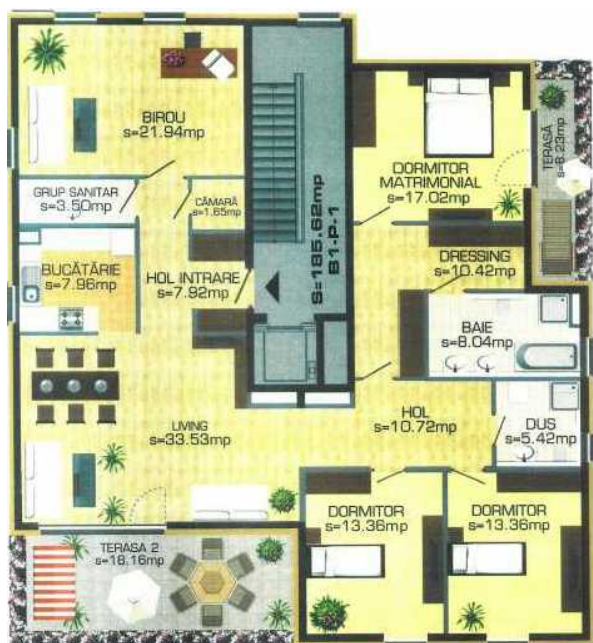 BIROU
s=21.94mp
GRUP SANITAR
s=3.50mp
CĂMARĂ
s=1.65mp
BUCĂTĂRIE
s=7.96mp
HOL INTRARE
s=7.92mp
S=185.62mp
B1-P-1
DORMITOR
MATRIMONIAL
s=17.02mp
TERASĂ
s=8.23mp
DRESSING
s=10.42mp
BAIE
s=8.04mp
LIVING
s=33.53mp
HOL
s=10.72mp
DUS
s=5.42mp
DORMITOR
s=13.36mp
DORMITOR
s=13.36mp
TERASA 2
s=18.16mp